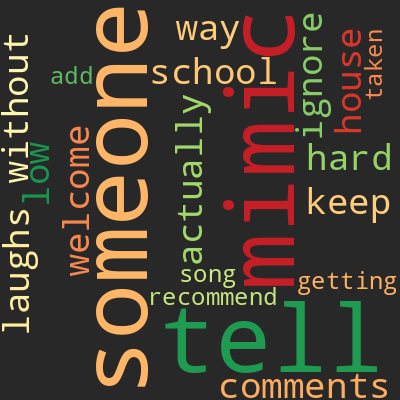 someone
mimic
tell
way
school
add
ignore
house
taken
without
low
laughs
welcome
actually
hard
keep
song
recommend
getting
comments